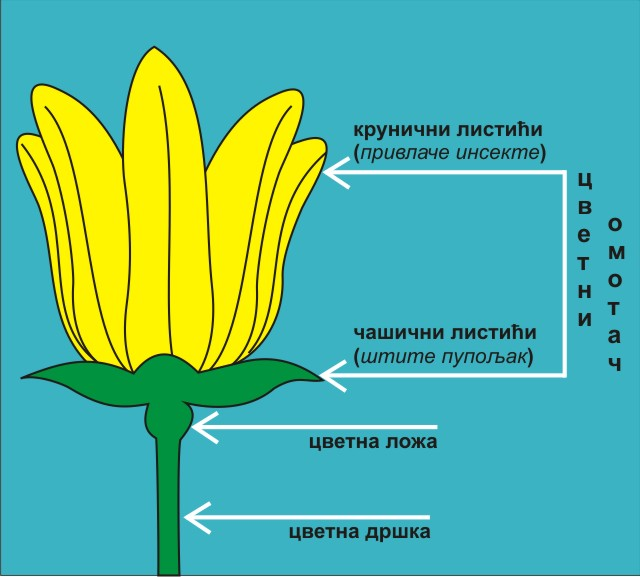 крунични листићи
(привлаче инсекте)
цветни
омотач
чашични листићи
(штите пупољак)
цветна ложа
цветна дршка